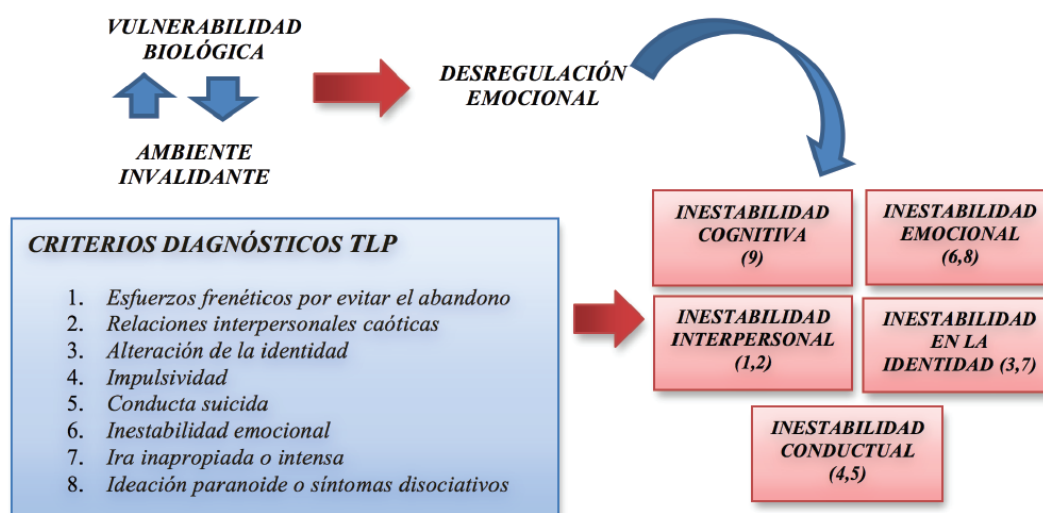 VULNERABILIDAD
BIOLÓGICA
AMBIENTE
INVALIDANTE
DESREGULACIÓN
EMOCIONAL
CRITERIOS DIAGNÓSTICOS TLP
1. Esfuerzos frenéticos por evitar el abandono
2. Relaciones interpersonales caóticas
3. Alteración de la identidad
4. Impulsividad
5. Conducta suicida
6. Inestabilidad emocional
7. Ira inapropiada o intensa
8. Ideación paranoide o síntomas disociativos
INESTABILIDAD
COGNITIVA
(9)
INESTABILIDAD
EMOCIONAL
(6,8)
INESTABILIDAD
INTERPERSONAL
(1,2)
INESTABILIDAD
EN LA
IDENTIDAD (3,7)
INESTABILIDAD
CONDUCTUAL
(4,5)